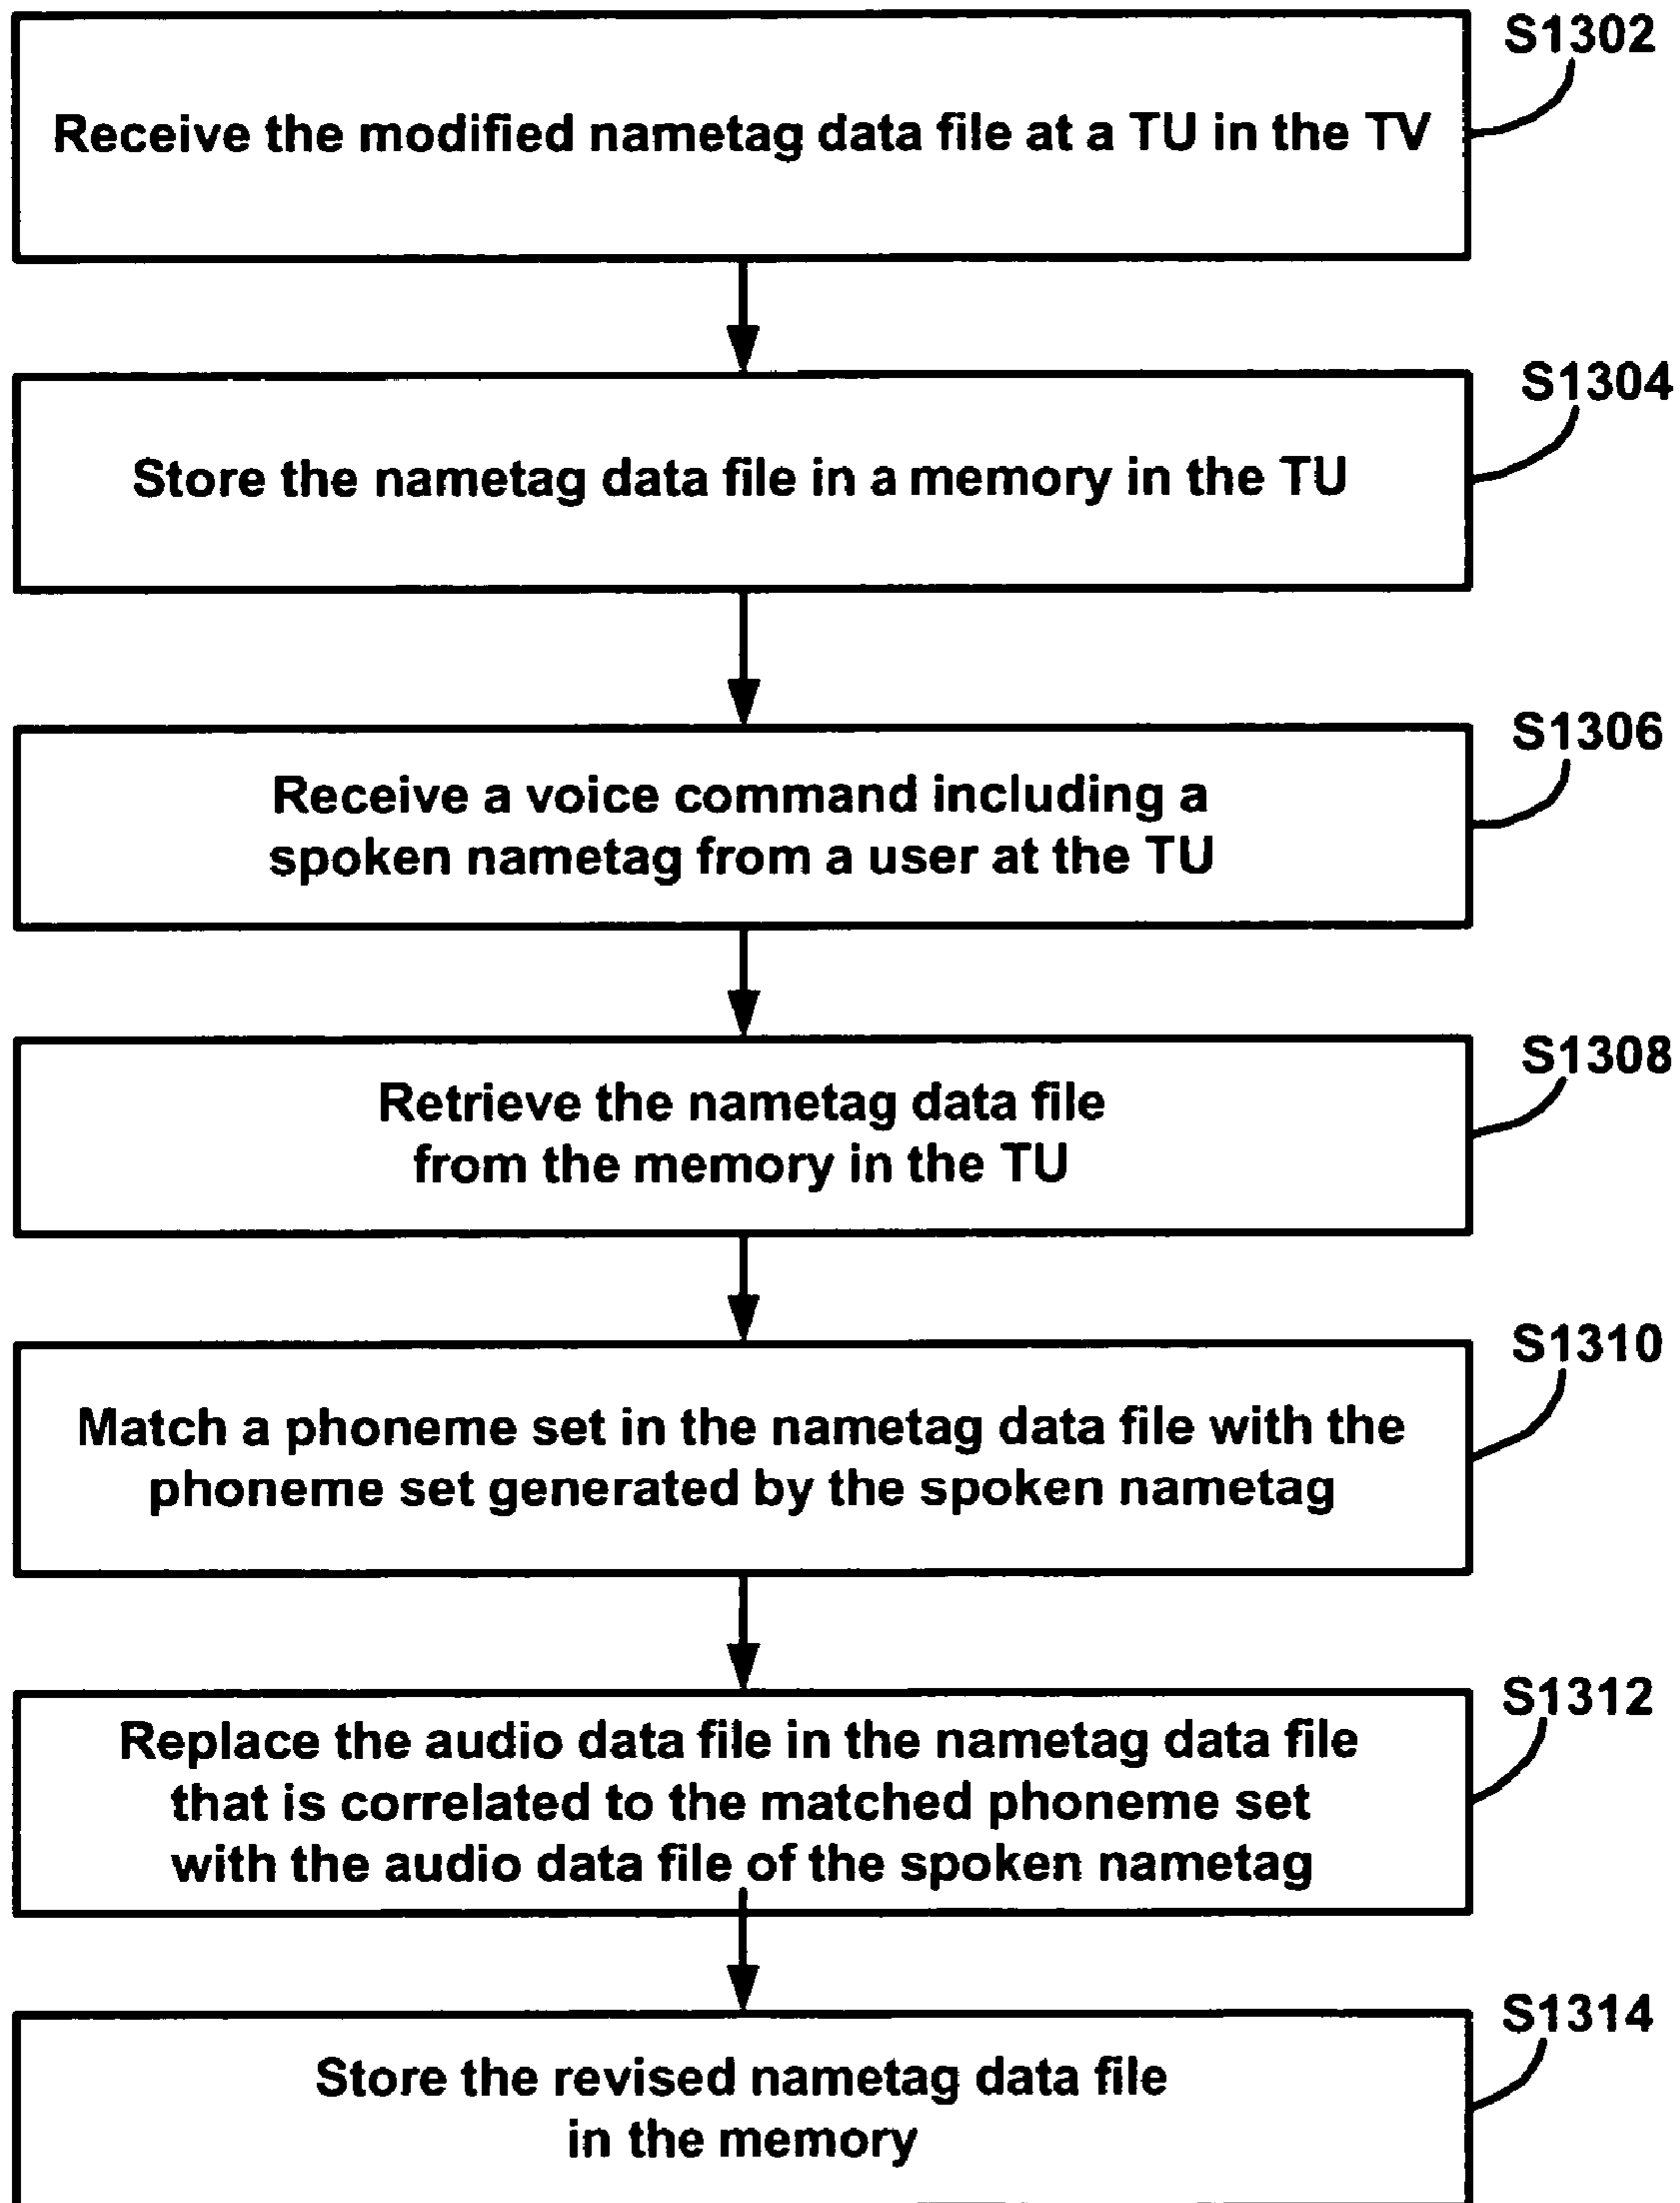 S1302
Receive the modified nametag data file at a TU in the TV
S1304
Store the nametag data file in a memory in the TU
S1306
Receive a voice command including a
spoken nametag from a user at the TU
S1308
Retrieve the nametag data file
from the memory in the TU
S1310
Match a phoneme set in the nametag data file with the
phoneme set generated by the spoken nametag
S1312
Replace the audio data file in the nametag data file
that is correlated to the matched phoneme set
with the audio data file of the spoken nametag
S1314
Store the revised nametag data file
in the memory